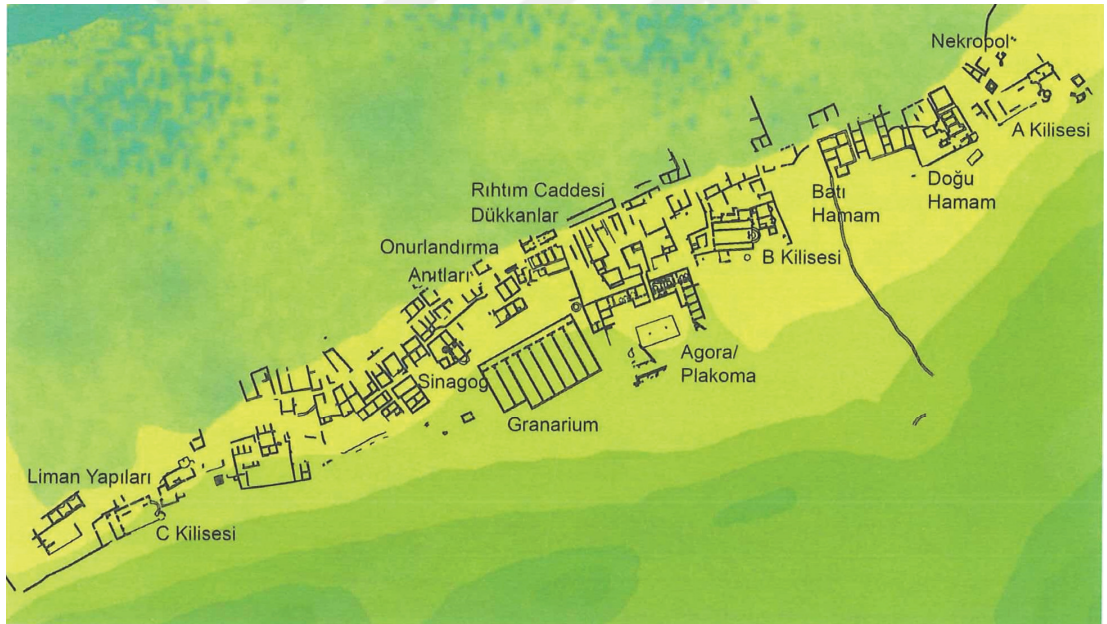 Nekropol
A Kilisesi
Doğu
Hamam
Batı
Hamam
Rıhtım Caddesi
Dükkanlar
Onurlandırma
Anıtları
B Kilisesi
Agora/
Plakoma
Sinagog
Granarium
Liman Yapıları
C Kilisesi